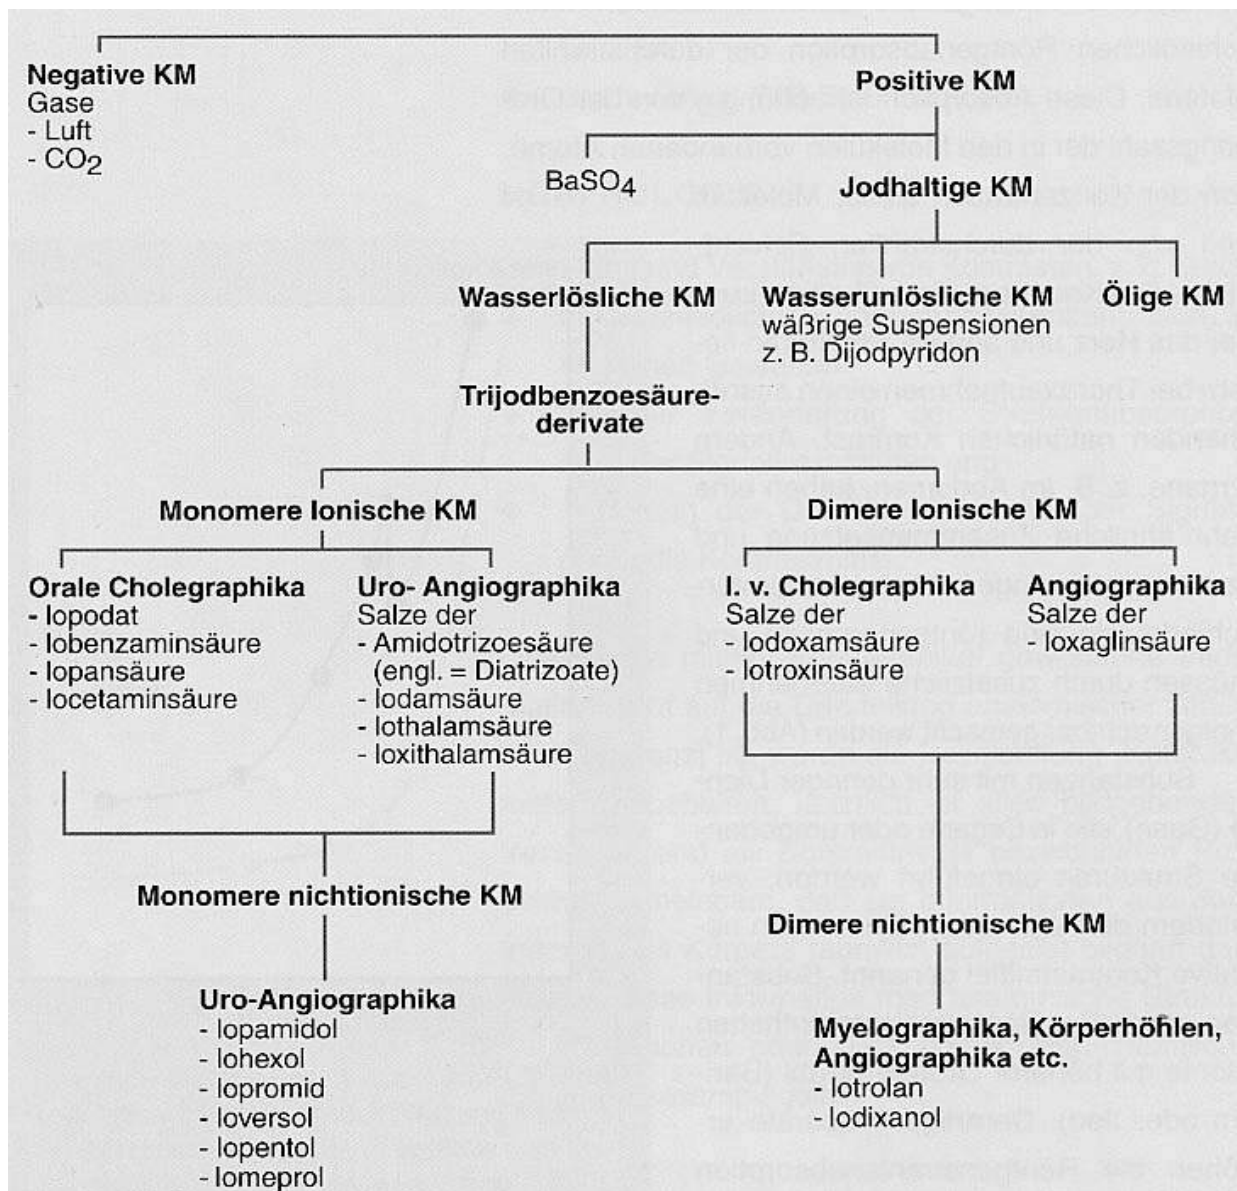 Negative KM
Gase
- Luft
- CO2
Positive KM
BaSO4
Jodhaltige KM
Wasserlösliche KM
Wasserunlösliche KM
wäßrige Suspensionen
z. B. Dijodpyridon
Ölige KM
Trijodbenzoesäure-
derivate
Monomere Ionische KM
Dimere Ionische KM
Orale Cholegraphika
- Iopodat
- Iobenzaminsäure
- Iopansäure
- Iocetaminsäure
Uro- Angiographika
Salze der
- Amidotrizoesäure
(engl. = Diatrizoate)
- Iodamsäure
- Iothalamsäure
- Ioxithalamsäure
I. v. Cholegraphika
Salze der
- Iodoxamsäure
- Iotroxinsäure
Angiographika
Salze der
- Ioxaglinsäure
Monomere nichtionische KM
Dimere nichtionische KM
Uro-Angiographika
- Iopamidol
- Iohexol
- Iopromid
- Ioversol
- Iopentol
- Iomeprol
Myelographika, Körperhöhlen,
Angiographika etc.
- Iotrolan
- Iodixanol